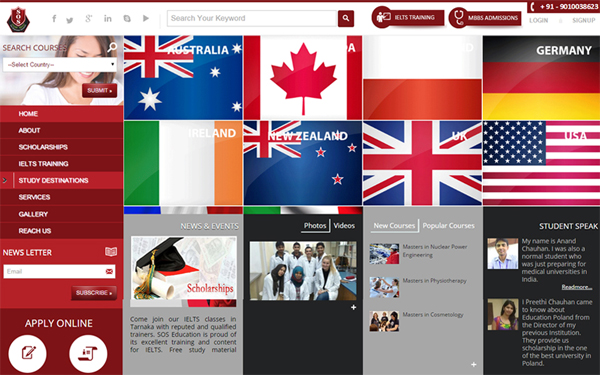 + 91 - 9010038623
SOS
Search Your Keyword
IELTS TRAINING
MBBS ADMISSIONS
LOGIN
SIGNUP
SEARCH COURS
--Select Country--
SUBMIT
HOME
ABOUT
SCHOLARSHIPS
IELTS TRAINING
STUDY DESTINATIONS
SERVICES
GALLERY
REACH US
NEWS LETTER
Email
SUBSCRIBE
APPLY ONLINE
AUSTRALIA
DA
GERMANY
IRELAND
NEW ZEALAND
UK
USA
NEWS & EVENTS
Scholarships
Come join our IELTS classes in
Tarnaka with reputed and qualified
trainers. SOS Education is proud of
its excellent training and content
for IELTS. Free study material
Photos
Videos
+
New Courses
Popular Courses
Masters in Nuclear Power
Engineering
Masters in Physiotherapy
Masters in Cosmetology
+
STUDENT SPEAK
My name is Anand
Chauhan. I was also a
normal student who
was just preparing for
medical universities in
India.
Readmore...
I Preethi Chauhan came
to know about
Education Poland from
the Director of my
previous Institution.
They provide us
scholarship in the one
of the best university in
Poland.